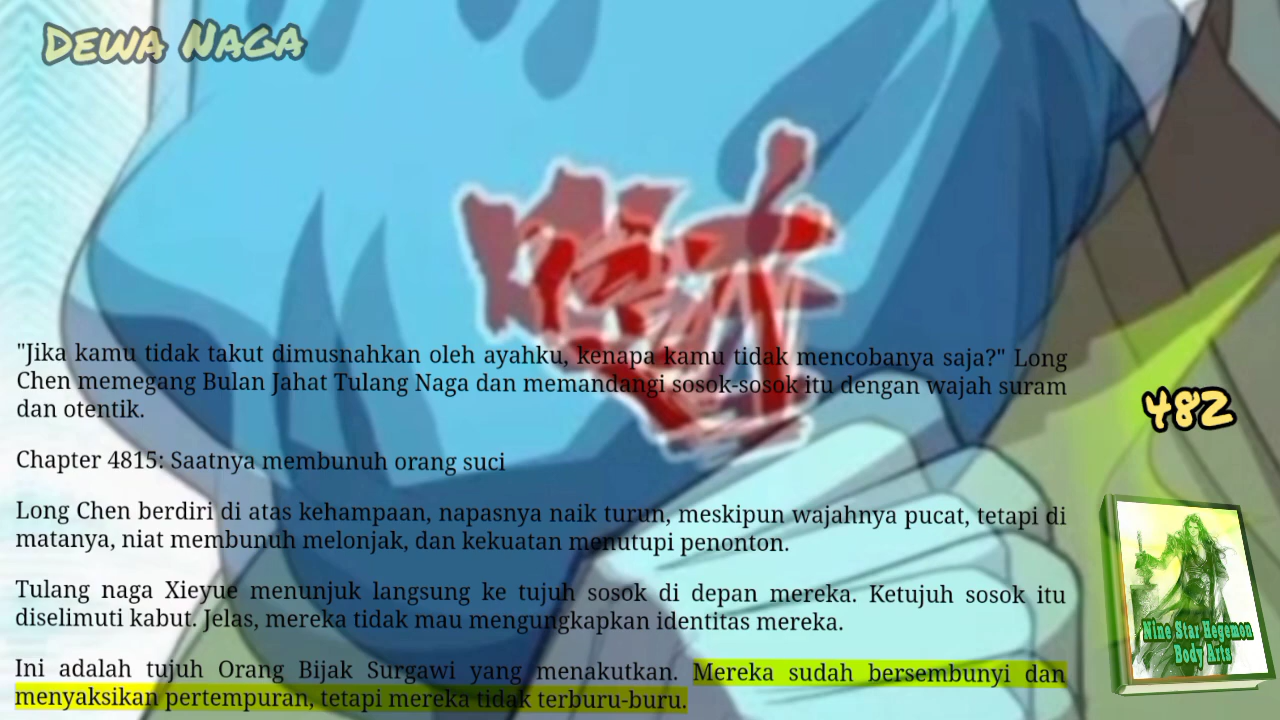 Dewa Naga
"Jika kamu tidak takut dimusnahkan oleh ayahku, kenapa kamu tidak mencobanya saja?" Long
Chen memegang Bulan Jahat Tulang Naga dan memandangi sosok-sosok itu dengan wajah suram
dan otentik.
482
Chapter 4815: Saatnya membunuh orang suci
Long Chen berdiri di atas kehampaan, napasnya naik turun, meskipun wajahnya pucat, tetapi di
matanya, niat membunuh melonjak, dan kekuatan menutupi penonton.
Tulang naga Xieyue menunjuk langsung ke tujuh sosok di depan mereka. Ketujuh sosok itu
diselimuti kabut. Jelas, mereka tidak mau mengungkapkan identitas mereka.
Ini adalah tujuh Orang Bijak Surgawi yang menakutkan. Mereka sudah bersembunyi dan
menyaksikan pertempuran, tetapi mereka tidak terburu-buru.
Nine Star Hegemon
Body Arts